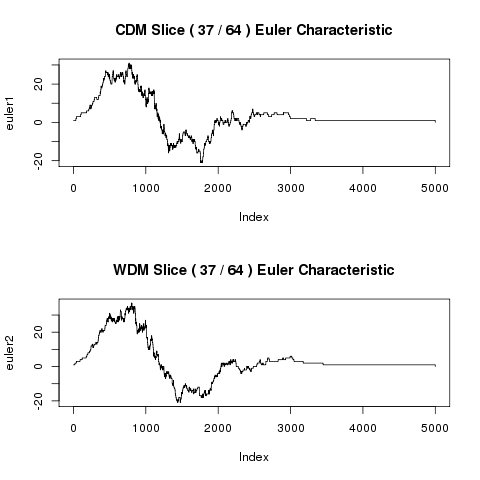 CDM Slice ( 37 / 64 ) Euler Characteristic
euler1
20
0
-20
0 1000 2000 3000 4000 5000
Index
WDM Slice ( 37 / 64 ) Euler Characteristic
euler2
20
0
-20
0 1000 2000 3000 4000 5000
Index